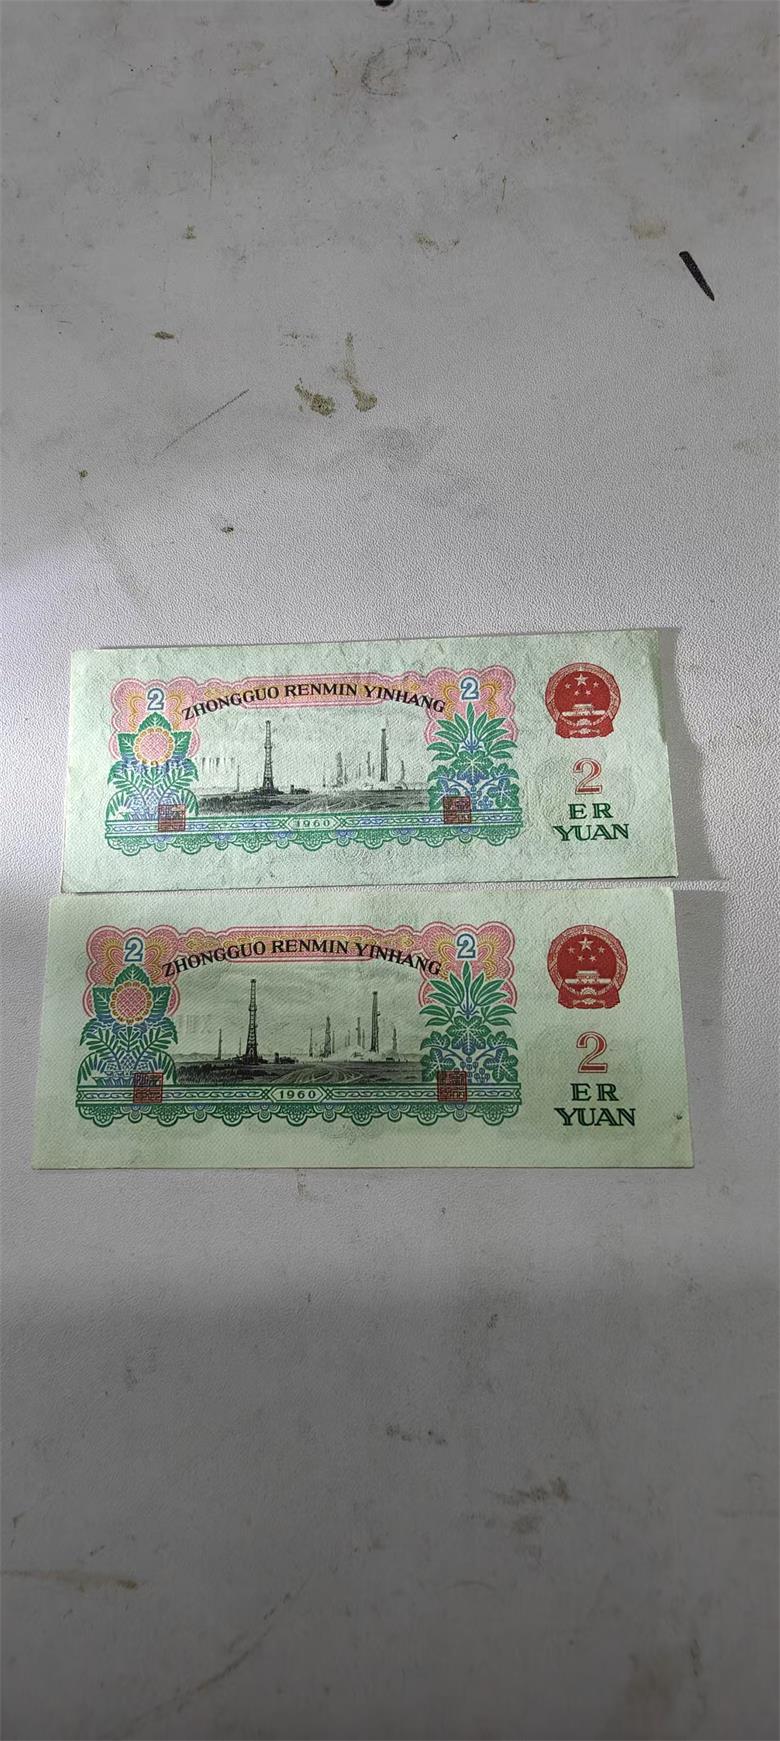 2 ZHONGGUO RENMIN YINHANG 2
2
ER
YUAN
1960
2 ZHONGGUO RENMIN YINHANG 2
2
ER
YUAN
1960